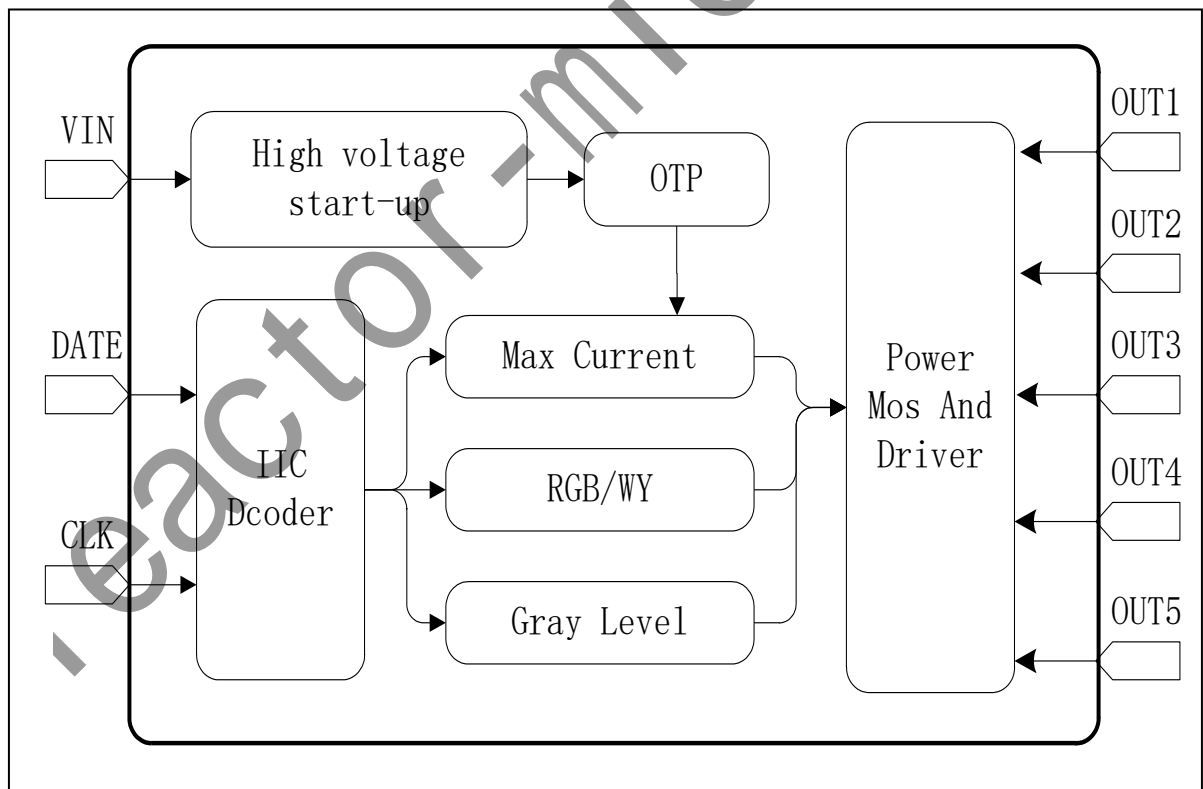 VIN
High voltage
start-up
OTP
OUT1
OUT2
DATE
Max Current
OUT3
Power
Mos And
Driver
IIC
Dcoder
RGB/WY
OUT4
CLK
Gray Level
OUT5